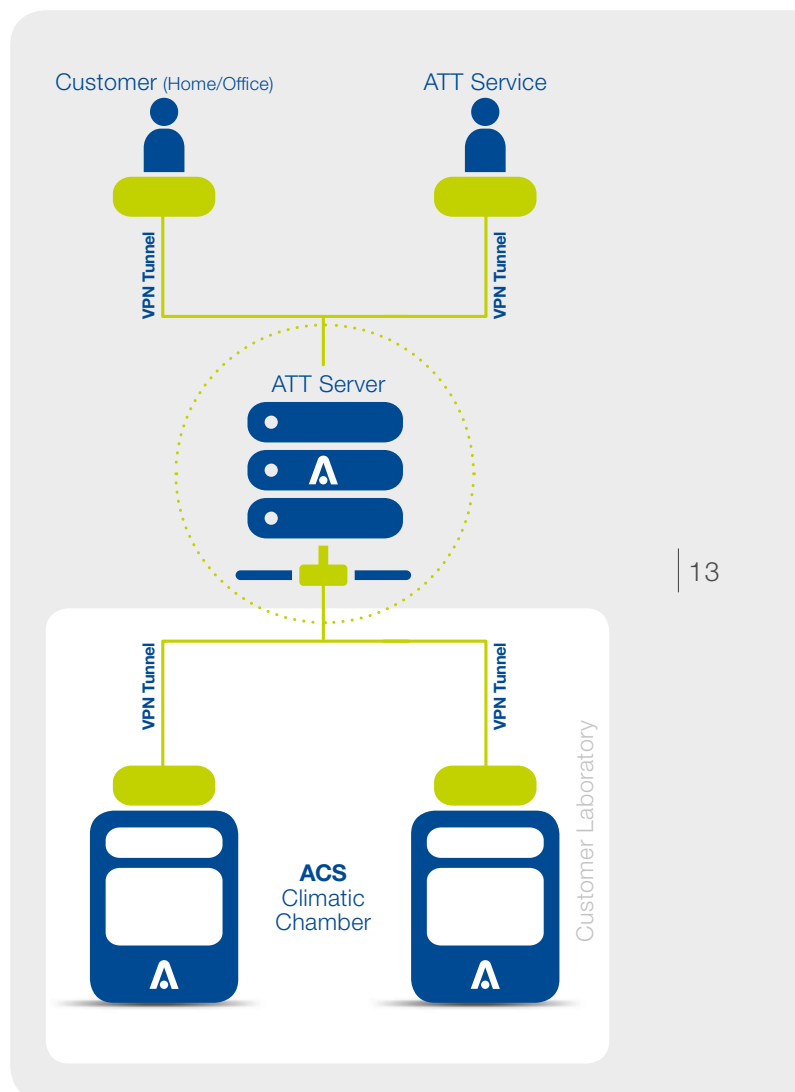 Customer (Home/Office)
ATT Service
VPN Tunnel
VPN Tunnel
ATT Server
13
VPN Tunnel
VPN Tunnel
Customer Laboratory
ACS
Climatic
Chamber